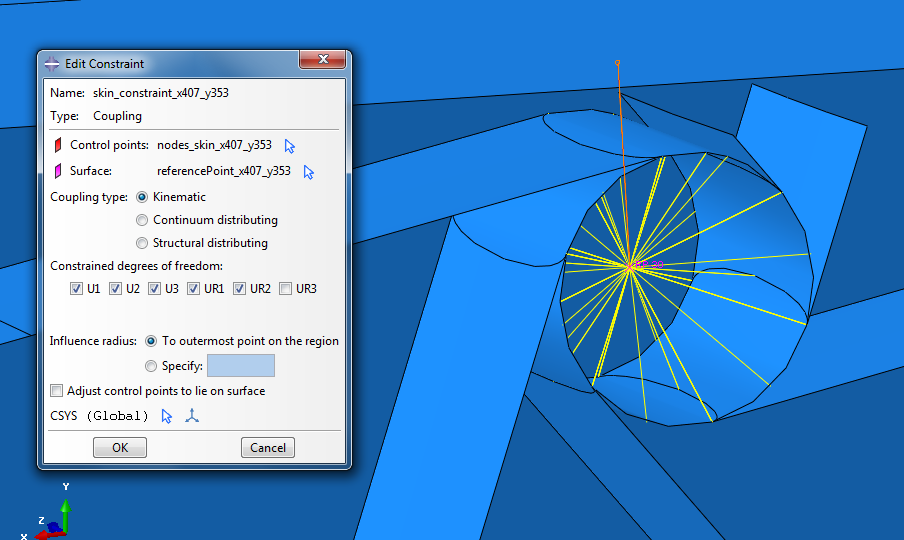 Edit Constraint
Name: skin_constraint_x407_y353
Type: Coupling
Control points: nodes_skin_x407_y353
Surface: referencePoint_x407_y353
Coupling type: Kinematic
Continuum distributing
Structural distributing
Constrained degrees of freedom:
U1 U2 U3 UR1 UR2 UR3
Influence radius: To outermost point on the region
Specify:
Adjust control points to lie on surface
CSYS (Global)
OK Cancel
Y
Z
X